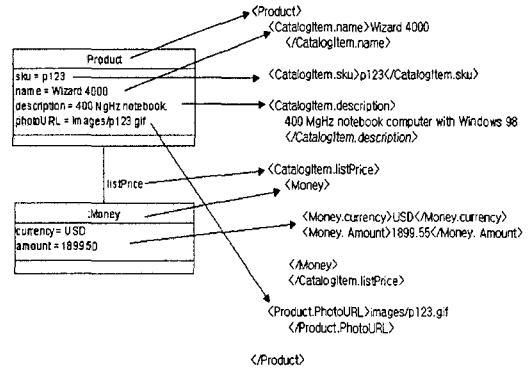 Product
sku = p123
name = Wizard 4000
description = 400 NgHz notebook.
photoURL = Images/p123.gif
listPrice
:Money
currency = USD
amount = 189950
<Product>
<CatalogItem.name>Wizard 4000
</CatalogItem.name>
<CatalogItem.sku>p123</CatalogItem.sku>
<CatalogItem.description>
400 MgHz notebook computer with Windows 98
</CatalogItem.description>
<CatalogItem.listPrice>
<Money>
<Money.currency>USD</Money.currency>
<Money. Amount>1899.55</Money. Amount>
</Money>
</CatalogItem.listPrice>
<Product.PhotoURL>images/p123.gif
</Product.PhotoURL>
</Product>